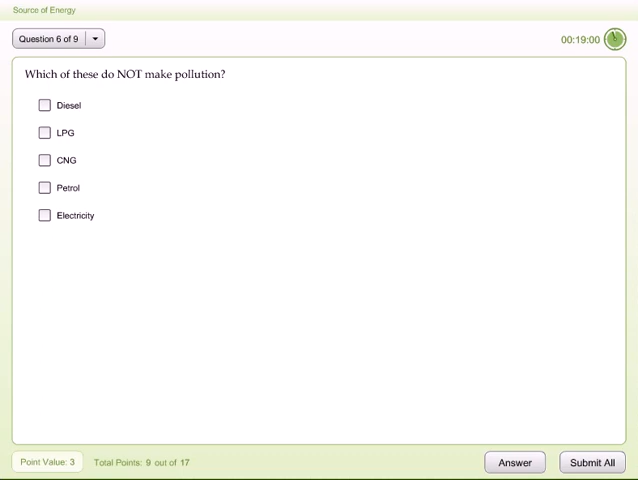 Source of Energy
Question 6 of 9
00:19:00
Which of these do NOT make pollution?
Diesel
LPG
CNG
Petrol
Electricity
Point Value: 3
Total Points: 9 out of 17
Answer
Submit All